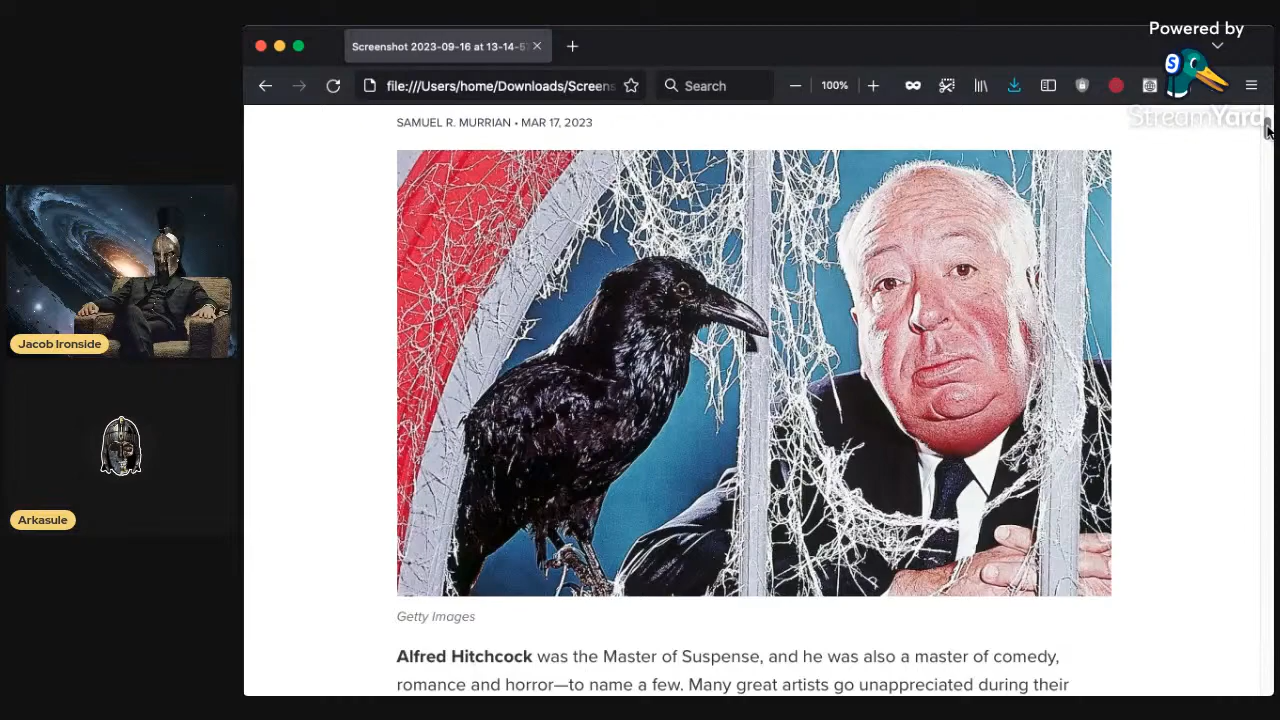 Powered by
StreamYard
Screenshot 2023-09-16 at 13-14-5
file:///Users/home/Downloads/Screens
Search
100%
SAMUEL R. MURRIAN • MAR 17, 2023
Jacob Ironside
Arkasule
Getty Images
Alfred Hitchcock was the Master of Suspense, and he was also a master of comedy,
romance and horror—to name a few. Many great artists go unappreciated during their